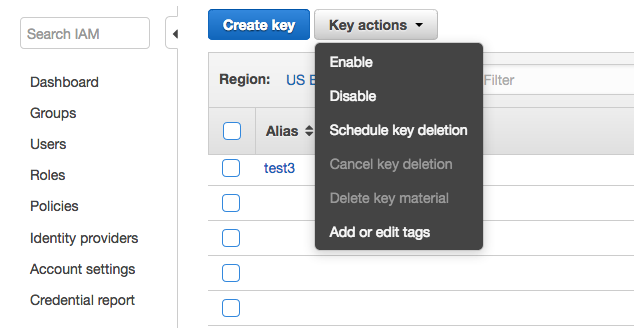 Search IAM
Dashboard
Groups
Users
Roles
Policies
Identity providers
Account settings
Credential report
Create key
Key actions
Enable
Disable
Schedule key deletion
Cancel key deletion
Delete key material
Add or edit tags
Region: US Filter
Alias
test3